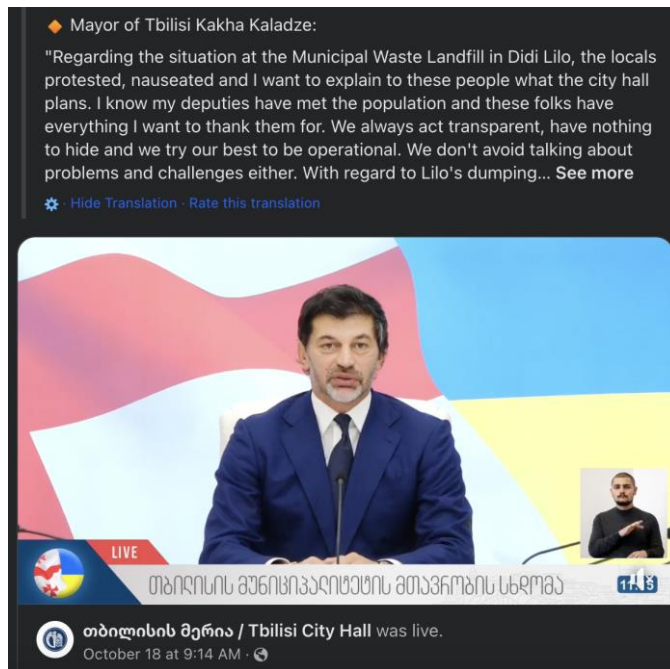 Mayor of Tbilisi Kakha Kaladze:
"Regarding the situation at the Municipal Waste Landfill in Didi Lilo, the locals
protested, nauseated and I want to explain to these people what the city hall
plans. I know my deputies have met the population and these folks have
everything I want to thank them for. We always act transparent, have nothing
to hide and we try our best to be operational. We don't avoid talking about
problems and challenges either. With regard to Lilo's dumping... See more
· Hide Translation · Rate this translation
LIVE
თბილისის მუნიციპალიტეტის მთავრობის სხდომა
თბილისის მერია / Tbilisi City Hall was live.
October 18 at 9:14 AM ·